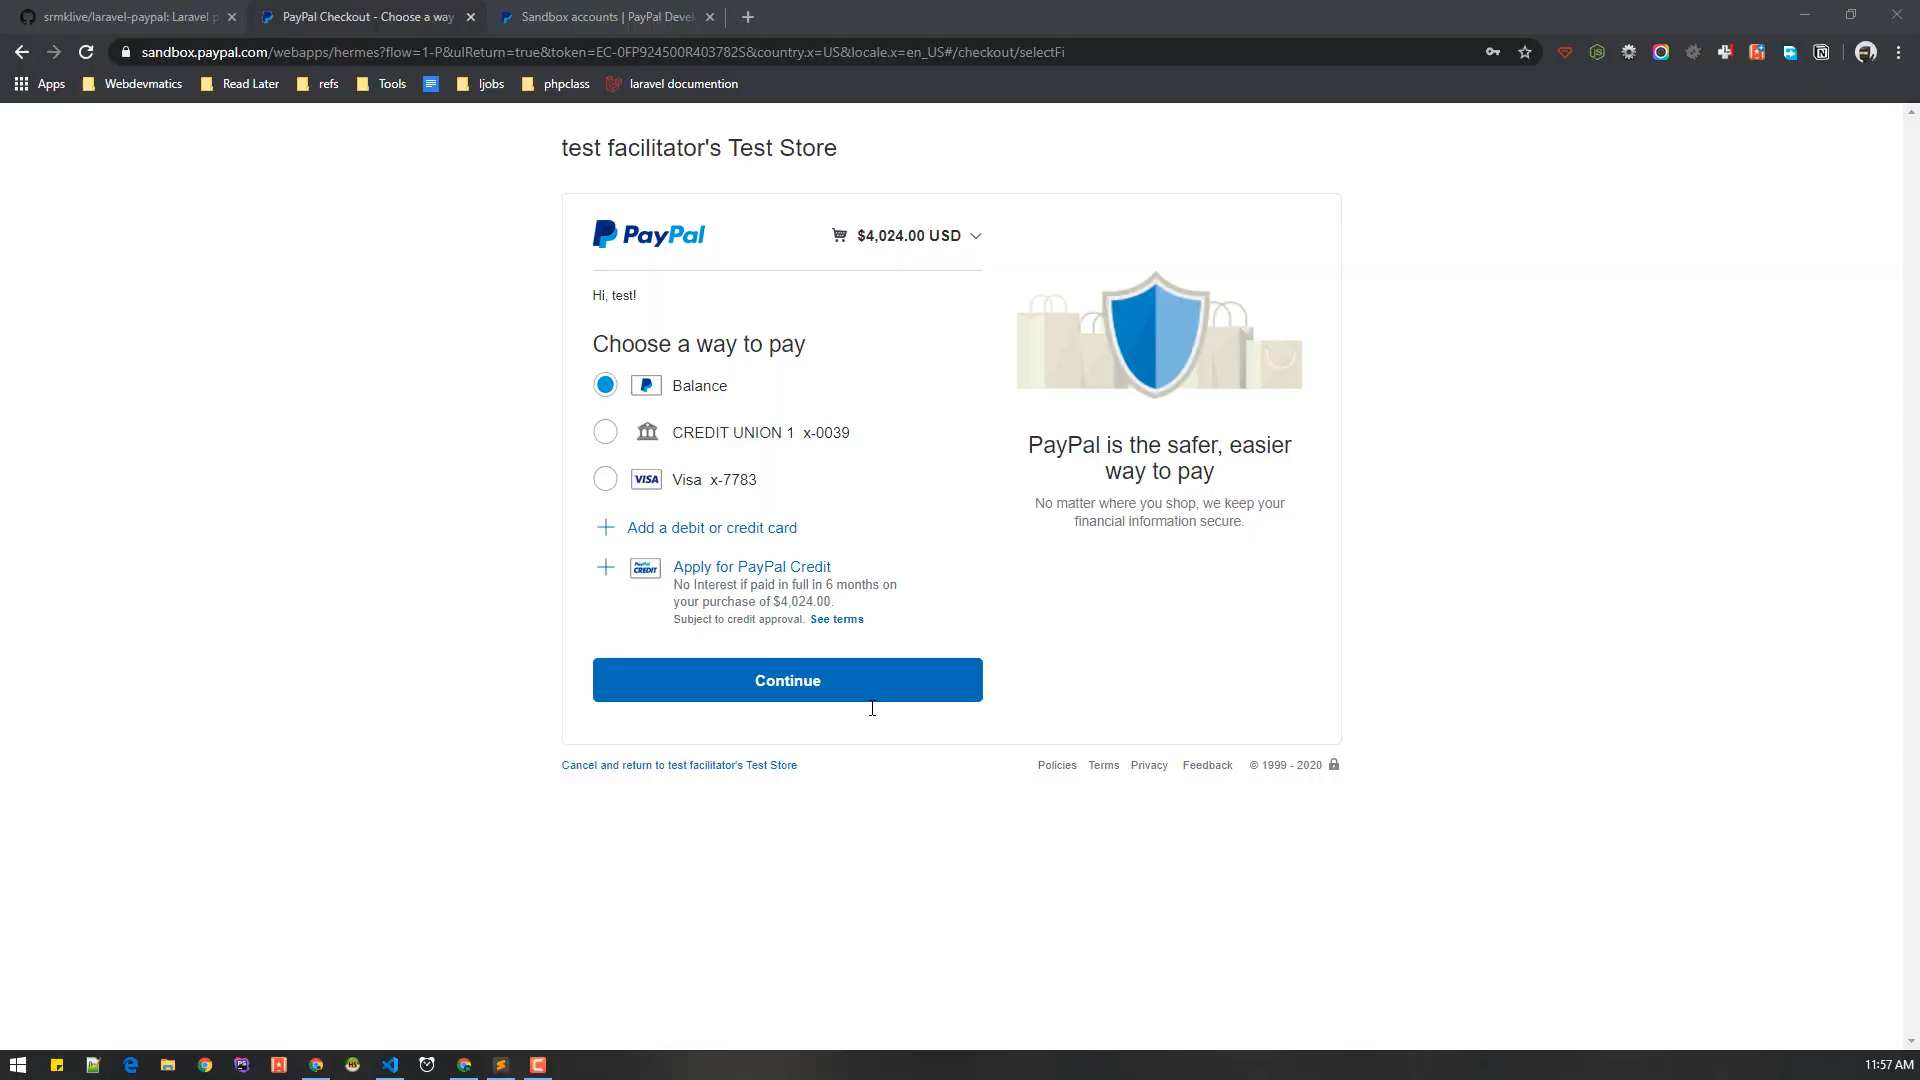 srmklive/laravel-paypal: Laravel p
PayPal Checkout - Choose a way
Sandbox accounts | PayPal Devel
sandbox.paypal.com/webapps/hermes?flow=1-P&ulReturn=true&token=EC-0FP924500R403782S&country.x=US&locale.x=en_US#/checkout/selectFi
Apps
Webdevmatics
Read Later
refs
Tools
ljobs
phpclass
laravel documention
test facilitator's Test Store
PayPal
$4,024.00 USD
Hi, test!
Choose a way to pay
Balance
CREDIT UNION 1 x-0039
VISA Visa x-7783
Add a debit or credit card
PayPal CREDIT
Apply for PayPal Credit
No Interest if paid in full in 6 months on
your purchase of $4,024.00.
Subject to credit approval. See terms
Continue
PayPal is the safer, easier
way to pay
No matter where you shop, we keep your
financial information secure.
Cancel and return to test facilitator's Test Store
Policies Terms Privacy Feedback © 1999 - 2020
11:57 AM